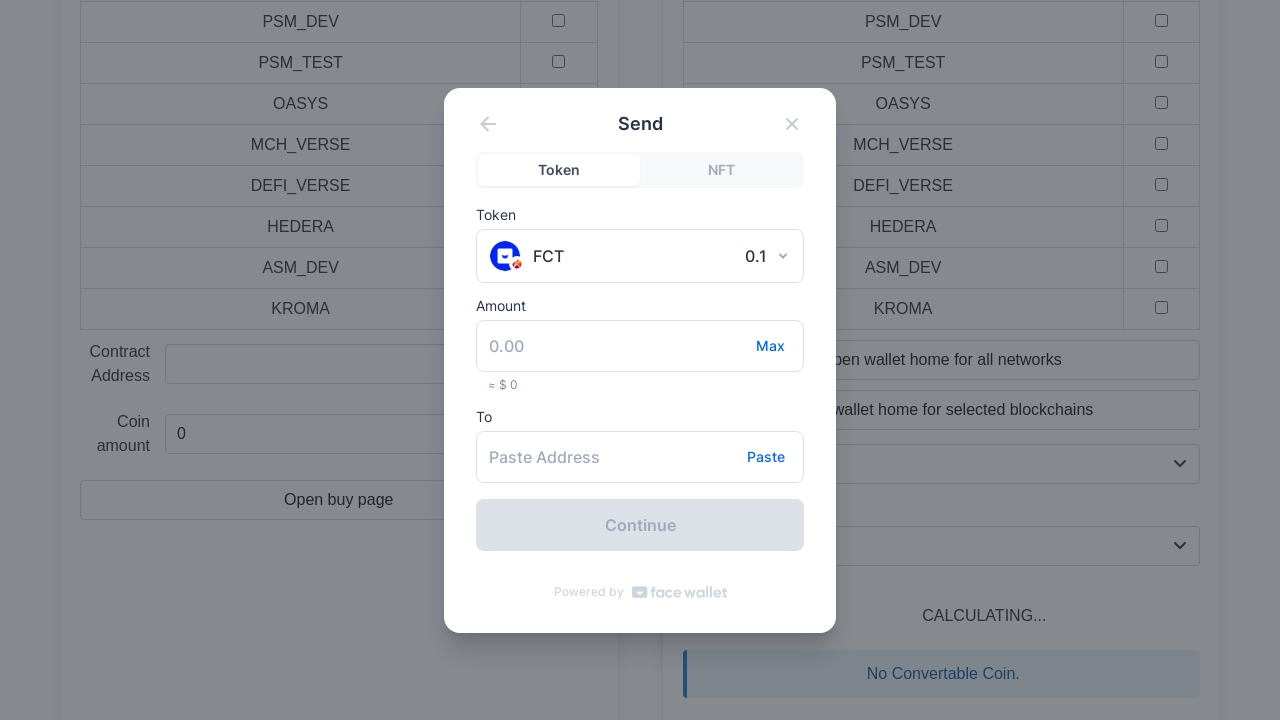 PSM_DEV
PSM_TEST
OASYS
MCH_VERSE
DEFI_VERSE
HEDERA
ASM_DEV
KROMA
Contract
Address
Coin
amount
0
Open buy page
Send
Token
NFT
Token
FCT
0.1
Amount
0.00
Max
≈ $ 0
To
Paste Address
Paste
Continue
Powered by face wallet
PSM_DEV
PSM_TEST
OASYS
MCH_VERSE
DEFI_VERSE
HEDERA
ASM_DEV
KROMA
wallet home for all networks
wallet home for selected blockchains
CALCULATING...
No Convertable Coin.